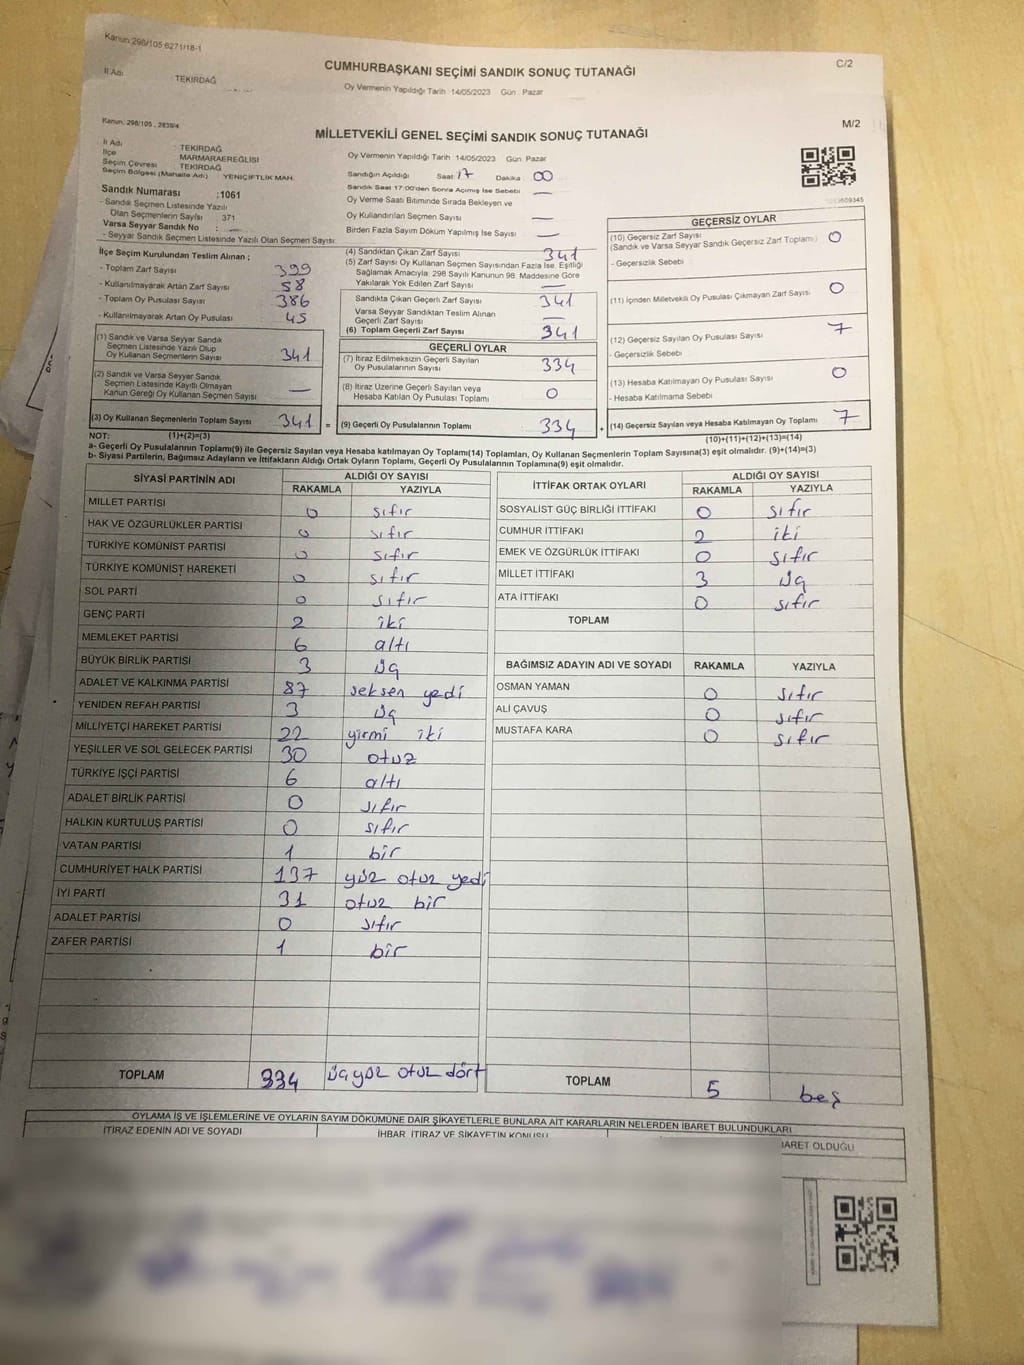 Kanun:298/105-6271/18-1
CUMHURBAŞKANI SEÇİMİ SANDIK SONUÇ TUTANAĞI
C/2
İl Adı TEKİRDAĞ
Oy Vermenin Yapıldığı Tarih 14/05/2023 Gün Pazar
Kanun: 298/105 , 2839/4
MİLLETVEKİLİ GENEL SEÇİMİ SANDIK SONUÇ TUTANAĞI
M/2
İl Adı TEKİRDAĞ
İlçe MARMARAEREĞLİSİ
Seçim Çevresi TEKİRDAĞ
Seçim Bölgesi (Mahalle Adı) YENİÇİFTLİK MAH.
Sandık Numarası :1061
- Sandık Seçmen Listesinde Yazılı
Olan Seçmenlerin Sayısı 371
Varsa Seyyar Sandık No : —
- Seyyar Sandık Seçmen Listesinde Yazılı Olan Seçmen Sayısı:
Oy Vermenin Yapıldığı Tarih 14/05/2023 Gün Pazar
Sandığın Açıldığı Saat 17 Dakika 00
Sandık Saat 17:00'den Sonra Açılmış İse Sebebi —
Oy Verme Saati Bitiminde Sırada Bekleyen ve
Oy Kullandırılan Seçmen Sayısı —
Birden Fazla Sayım Döküm Yapılmış İse Sayısı —
İlçe Seçim Kurulundan Teslim Alınan ;
- Toplam Zarf Sayısı 399
- Kullanılmayarak Artan Zarf Sayısı 58
- Toplam Oy Pusulası Sayısı 386
- Kullanılmayarak Artan Oy Pusulası 45
(1) Sandık ve Varsa Seyyar Sandık
Seçmen Listesinde Yazılı Olup
Oy Kullanan Seçmenlerin Sayısı 341
(2) Sandık ve Varsa Seyyar Sandık
Seçmen Listesinde Kayıtlı Olmayan
Kanun Gereği Oy Kullanan Seçmen Sayısı —
(3) Oy Kullanan Seçmenlerin Toplam Sayısı 341 =
(4) Sandıktan Çıkan Zarf Sayısı 341
(5) Zarf Sayısı Oy Kullanan Seçmen Sayısından Fazla İse, Eşitliği
Sağlamak Amacıyla; 298 Sayılı Kanunun 98. Maddesine Göre
Yakılarak Yok Edilen Zarf Sayısı —
Sandıkta Çıkan Geçerli Zarf Sayısı 341
Varsa Seyyar Sandıktan Teslim Alınan
Geçerli Zarf Sayısı —
(6) Toplam Geçerli Zarf Sayısı 341
GEÇERLİ OYLAR
(7) İtiraz Edilmeksizin Geçerli Sayılan
Oy Pusulalarının Sayısı 334
(8) İtiraz Üzerine Geçerli Sayılan veya
Hesaba Katılan Oy Pusulası Toplamı 0
(9) Geçerli Oy Pusulalarının Toplamı 334 +
GEÇERSİZ OYLAR
(10) Geçersiz Zarf Sayısı
(Sandık ve Varsa Seyyar Sandık Geçersiz Zarf Toplamı) 0
- Geçersizlik Sebebi
(11) İçinden Milletvekili Oy Pusulası Çıkmayan Zarf Sayısı 0
(12) Geçersiz Sayılan Oy Pusulası Sayısı 7
- Geçersizlik Sebebi
(13) Hesaba Katılmayan Oy Pusulası Sayısı 0
- Hesaba Katılmama Sebebi
(14) Geçersiz Sayılan veya Hesaba Katılmayan Oy Toplamı 7
NOT: (1)+(2)=(3)
(10)+(11)+(12)+(13)=(14)
a- Geçerli Oy Pusulalarının Toplamı(9) ile Geçersiz Sayılan veya Hesaba katılmayan Oy Toplamı(14) Toplamları, Oy Kullanan Seçmenlerin Toplam Sayısına(3) eşit olmalıdır. (9)+(14)=(3)
b- Siyasi Partilerin, Bağımsız Adayların ve İttifakların Aldığı Ortak Oyların Toplamı, Geçerli Oy Pusulalarının Toplamına(9) eşit olmalıdır.
SİYASİ PARTİNİN ADI ALDIĞI OY SAYISI
RAKAMLA YAZIYLA
MİLLET PARTİSİ 0 sıfır
HAK VE ÖZGÜRLÜKLER PARTİSİ 0 sıfır
TÜRKİYE KOMÜNİST PARTİSİ 0 sıfır
TÜRKİYE KOMÜNİST HAREKETİ 0 sıfır
SOL PARTİ 0 sıfır
GENÇ PARTİ 2 iki
MEMLEKET PARTİSİ 6 altı
BÜYÜK BİRLİK PARTİSİ 3 üç
ADALET VE KALKINMA PARTİSİ 87 seksen yedi
YENİDEN REFAH PARTİSİ 3 üç
MİLLİYETÇİ HAREKET PARTİSİ 22 yirmi iki
YEŞİLLER VE SOL GELECEK PARTİSİ 30 otuz
TÜRKİYE İŞÇİ PARTİSİ 6 altı
ADALET BİRLİK PARTİSİ 0 sıfır
HALKIN KURTULUŞ PARTİSİ 0 sıfır
VATAN PARTİSİ 1 bir
CUMHURİYET HALK PARTİSİ 137 yüz otuz yedi
İYİ PARTİ 31 otuz bir
ADALET PARTİSİ 0 sıfır
ZAFER PARTİSİ 1 bir
TOPLAM 334 üçyüz otuz dört
İTTİFAK ORTAK OYLARI ALDIĞI OY SAYISI
RAKAMLA YAZIYLA
SOSYALİST GÜÇ BİRLİĞİ İTTİFAKI 0 sıfır
CUMHUR İTTİFAKI 2 iki
EMEK VE ÖZGÜRLÜK İTTİFAKI 0 sıfır
MİLLET İTTİFAKI 3 üç
ATA İTTİFAKI 0 sıfır
TOPLAM
BAĞIMSIZ ADAYIN ADI VE SOYADI RAKAMLA YAZIYLA
OSMAN YAMAN 0 sıfır
ALİ ÇAVUŞ 0 sıfır
MUSTAFA KARA 0 sıfır
TOPLAM 5 beş
OYLAMA İŞ VE İŞLEMLERİNE VE OYLARIN SAYIM DÖKÜMÜNE DAİR ŞİKAYETLERLE BUNLARA AİT KARARLARIN NELERDEN İBARET BULUNDUKLARI
İTİRAZ EDENİN ADI VE SOYADI İHBAR, İTİRAZ VE ŞİKAYETİN KONUSU BARET OLDUĞU